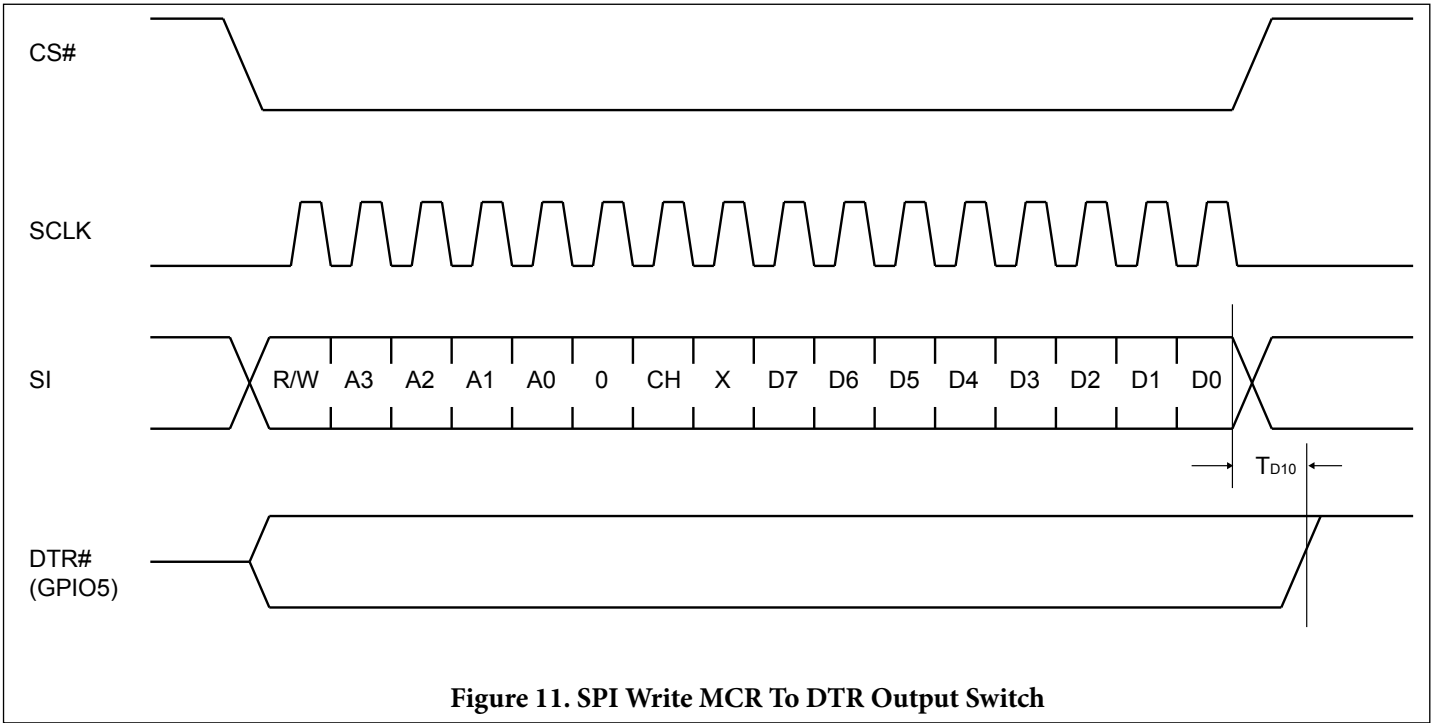 CS#
SCLK
SI
R/W A3 A2 A1 A0 0 CH X D7 D6 D5 D4 D3 D2 D1 D0
TD10
DTR#
(GPIO5)
Figure 11. SPI Write MCR To DTR Output Switch